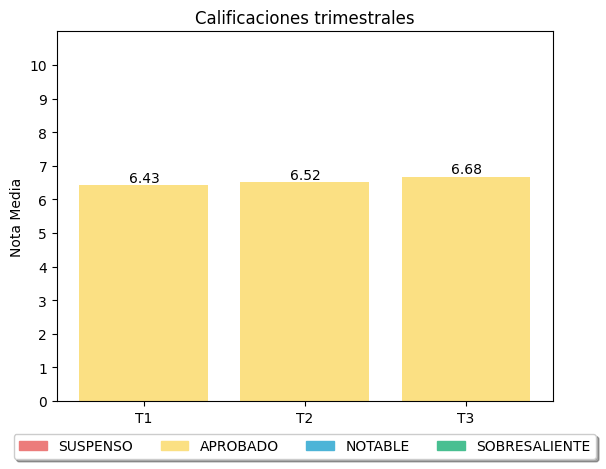 Calificaciones trimestrales
Nota Media
10
9
8
7
6
5
4
3
2
1
0
6.43
6.52
6.68
T1
T2
T3
SUSPENSO
APROBADO
NOTABLE
SOBRESALIENTE